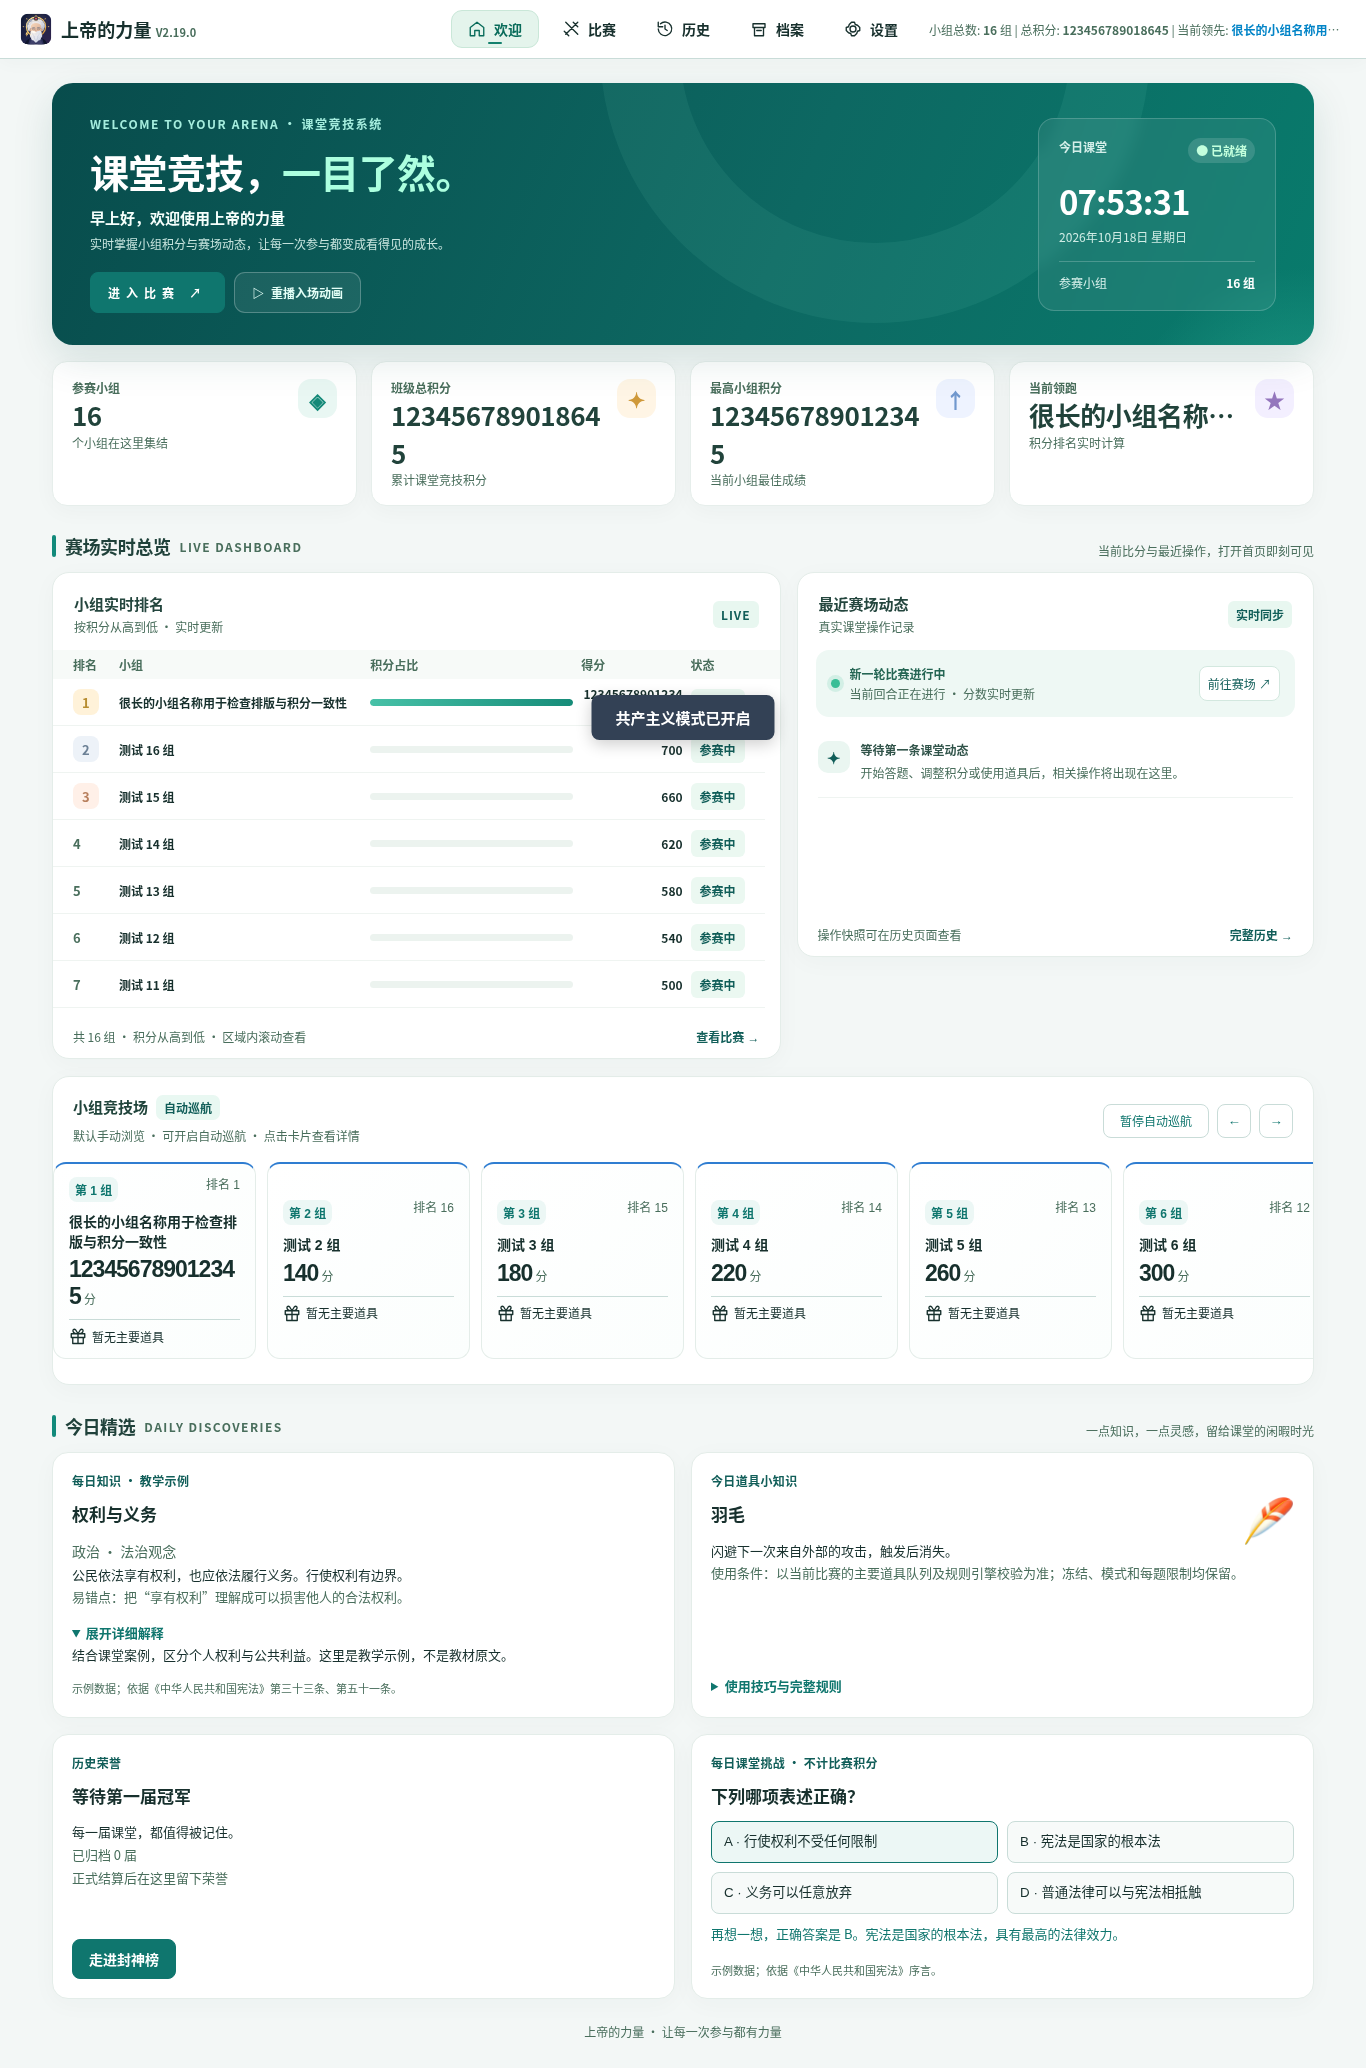 上帝的力量 V2.19.0
欢迎
比赛
历史
档案
设置
小组总数: 16 组 | 总积分: 123456789018645 | 当前领先: 很长的小组名称用…
WELCOME TO YOUR ARENA • 课堂竞技系统
课堂竞技，一目了然。
早上好，欢迎使用上帝的力量
实时掌握小组积分与赛场动态，让每一次参与都变成看得见的成长。
进入比赛 ↗
▷ 重播入场动画
今日课堂
已就绪
07:53:31
2026年10月18日 星期日
参赛小组
16 组
参赛小组
16
个小组在这里集结
班级总积分
12345678901864
5
累计课堂竞技积分
最高小组积分
12345678901234
5
当前小组最佳成绩
当前领跑
很长的小组名称…
积分排名实时计算
赛场实时总览 LIVE DASHBOARD
当前比分与最近操作，打开首页即刻可见
小组实时排名
按积分从高到低 • 实时更新
LIVE
排名 小组 积分占比 得分 状态
1 很长的小组名称用于检查排版与积分一致性 12345678901234
共产主义模式已开启
2 测试 16 组 700 参赛中
3 测试 15 组 660 参赛中
4 测试 14 组 620 参赛中
5 测试 13 组 580 参赛中
6 测试 12 组 540 参赛中
7 测试 11 组 500 参赛中
共 16 组 • 积分从高到低 • 区域内滚动查看
查看比赛 →
最近赛场动态
真实课堂操作记录
实时同步
新一轮比赛进行中
当前回合正在进行 • 分数实时更新
前往赛场 ↗
等待第一条课堂动态
开始答题、调整积分或使用道具后，相关操作将出现在这里。
操作快照可在历史页面查看
完整历史 →
小组竞技场
自动巡航
默认手动浏览 • 可开启自动巡航 • 点击卡片查看详情
暂停自动巡航
←
→
第 1 组
排名 1
很长的小组名称用于检查排
版与积分一致性
12345678901234
5 分
暂无主要道具
第 2 组
排名 16
测试 2 组
140 分
暂无主要道具
第 3 组
排名 15
测试 3 组
180 分
暂无主要道具
第 4 组
排名 14
测试 4 组
220 分
暂无主要道具
第 5 组
排名 13
测试 5 组
260 分
暂无主要道具
第 6 组
排名 12
测试 6 组
300 分
暂无主要道具
今日精选 DAILY DISCOVERIES
一点知识，一点灵感，留给课堂的闲暇时光
每日知识 • 教学示例
权利与义务
政治 • 法治观念
公民依法享有权利，也应依法履行义务。行使权利有边界。
易错点：把“享有权利”理解成可以损害他人的合法权利。
▼ 展开详细解释
结合课堂案例，区分个人权利与公共利益。这里是教学示例，不是教材原文。
示例数据；依据《中华人民共和国宪法》第三十三条、第五十一条。
今日道具小知识
羽毛
闪避下一次来自外部的攻击，触发后消失。
使用条件：以当前比赛的主要道具队列及规则引擎校验为准；冻结、模式和每题限制均保留。
▶ 使用技巧与完整规则
历史荣誉
等待第一届冠军
每一届课堂，都值得被记住。
已归档 0 届
正式结算后在这里留下荣誉
走进封神榜
每日课堂挑战 • 不计比赛积分
下列哪项表述正确？
A · 行使权利不受任何限制
B · 宪法是国家的根本法
C · 义务可以任意放弃
D · 普通法律可以与宪法相抵触
再想一想，正确答案是 B。宪法是国家的根本法，具有最高的法律效力。
示例数据；依据《中华人民共和国宪法》序言。
上帝的力量 • 让每一次参与都有力量